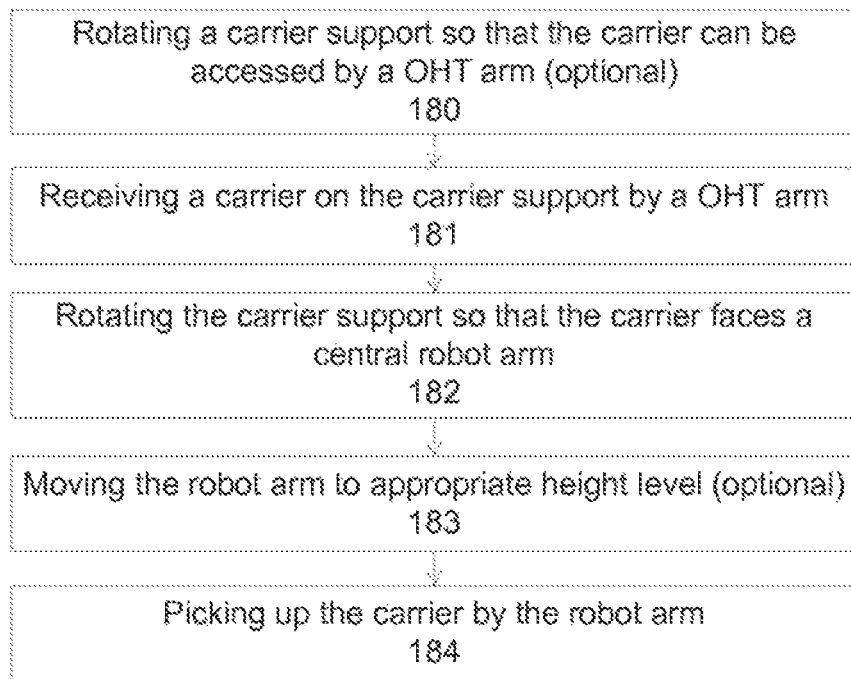 Rotating a carrier support so that the carrier can be
accessed by a OHT arm (optional)
180
Receiving a carrier on the carrier support by a OHT arm
181
Rotating the carrier support so that the carrier faces a
central robot arm
182
Moving the robot arm to appropriate height level (optional)
183
Picking up the carrier by the robot arm
184